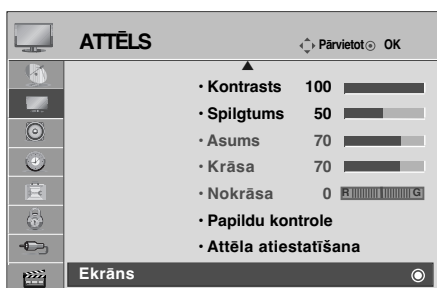 ATTĒLS Pārvietot OK
• Kontrasts 100
• Spilgtums 50
• Asums 70
• Krāsa 70
• Nokrāsa 0 R G
• Papildu kontrole
• Attēla atiestatīšana
Ekrāns